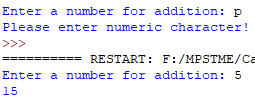 Enter a number for addition: p
Please enter numeric character!
>>>
========== RESTART: F:/MPSTME/Ca
Enter a number for addition: 5
15